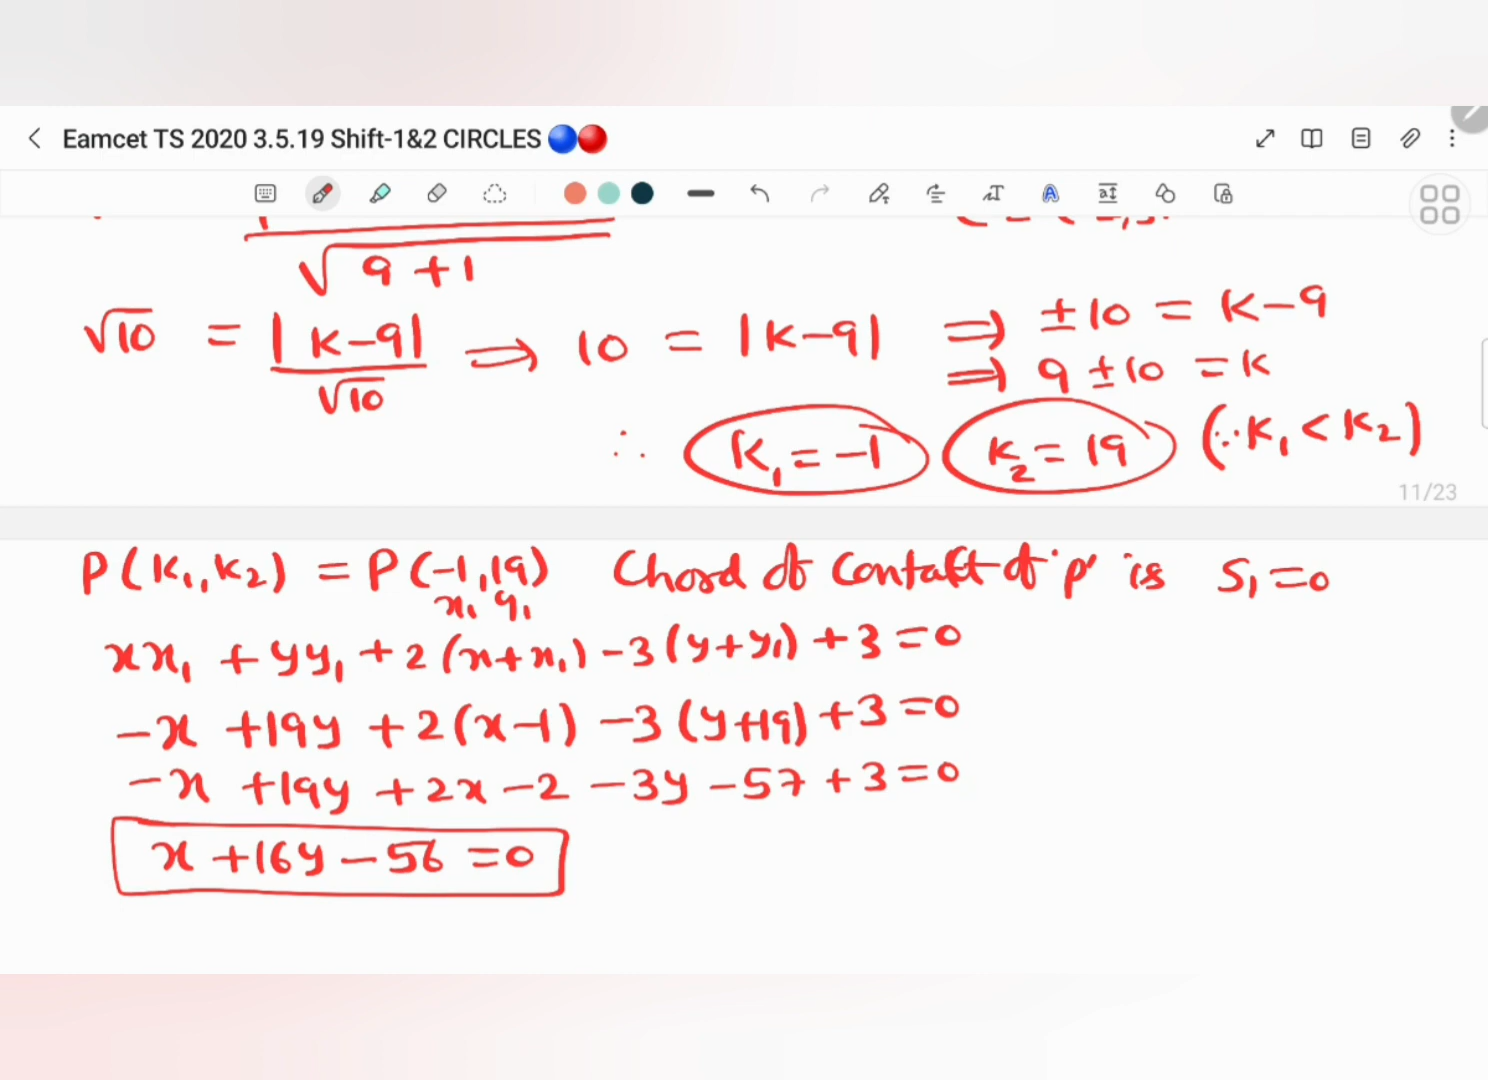 Eamcet TS 2020 3.5.19 Shift-1&2 CIRCLES
√9+1
√10 = |k-9|/√10 ⇒ 10 = |k-9| ⇒ ±10 = k-9
⇒ 9±10 = k
∴ k₁ = -1 k₂ = 19 (∵ k₁ < k₂)
11/23
P(k₁,k₂) = P(-1,19) Chord of Contact of 'p' is S₁=0
x₁ y₁
xx₁ + yy₁ + 2(x+x₁) - 3(y+y₁) + 3 = 0
-x + 19y + 2(x-1) - 3(y+19) + 3 = 0
-x + 19y + 2x - 2 - 3y - 57 + 3 = 0
x + 16y - 56 = 0